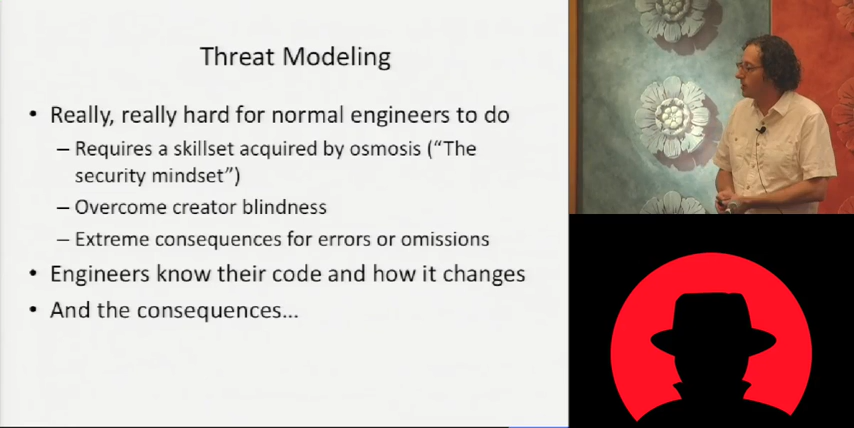 Threat Modeling
• Really, really hard for normal engineers to do
– Requires a skillset acquired by osmosis (“The
security mindset”)
– Overcome creator blindness
– Extreme consequences for errors or omissions
• Engineers know their code and how it changes
• And the consequences…